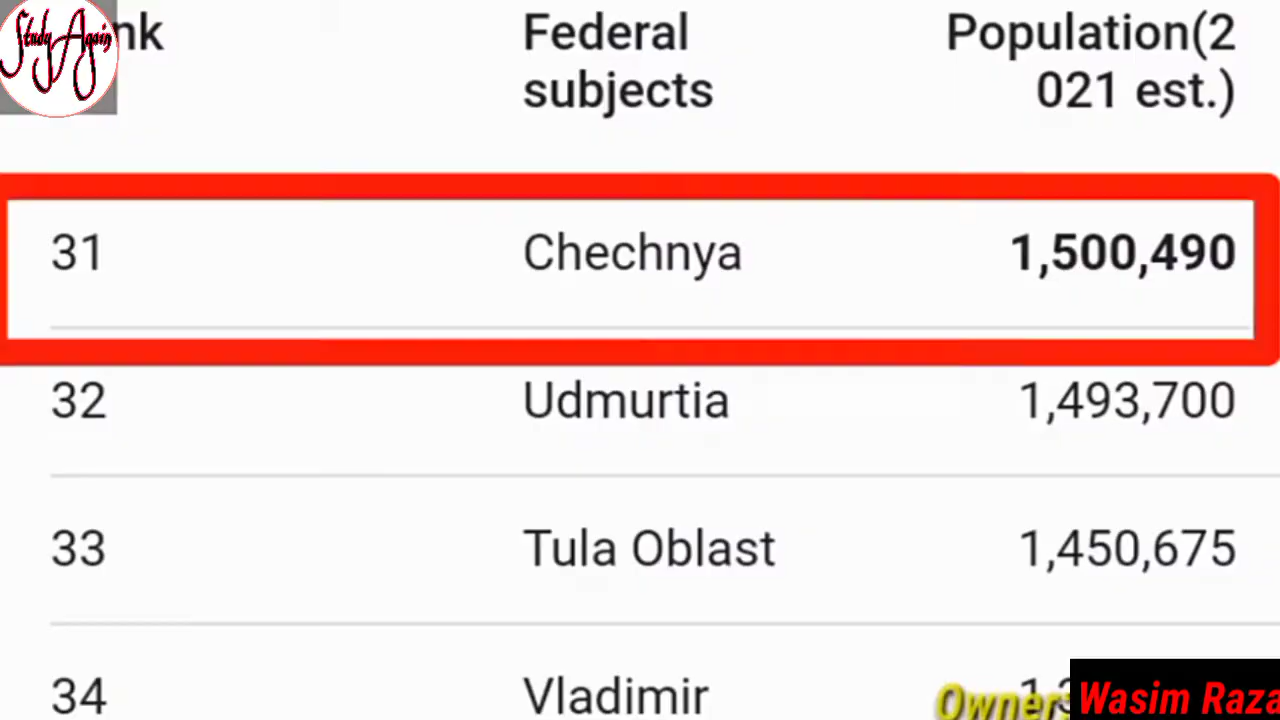 Study Again
nk
Federal
subjects
Population(2
021 est.)
31 Chechnya 1,500,490
32 Udmurtia 1,493,700
33 Tula Oblast 1,450,675
34 Vladimir
Owner: Wasim Raza